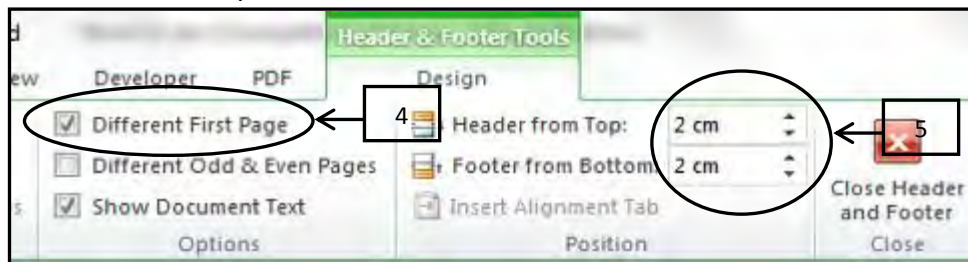 Header & Footer Tools
Developer PDF Design
Different First Page 4 Header from Top: 2 cm 5
Different Odd & Even Pages Footer from Bottom: 2 cm
Show Document Text Insert Alignment Tab Close Header
and Footer
Options Position Close